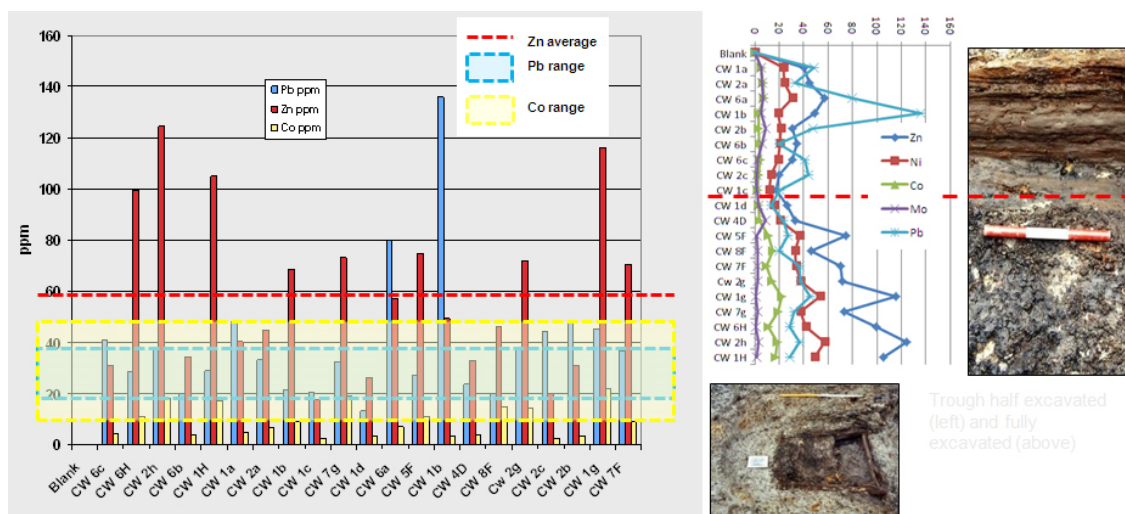 160
140
120
100
80
60
40
20
0
ppm
Pb ppm
Zn ppm
Co ppm
Zn average
Pb range
Co range
Blank
CW 6c
CW 6H
CW 2h
CW 6b
CW 1H
CW 1a
CW 2a
CW 1b
CW 1c
CW 7g
CW 1d
CW 6a
CW 5F
CW 1b
CW 4D
CW 8F
CW 2g
CW 2c
CW 2b
CW 1g
CW 7F
0
20
40
60
80
100
120
140
160
Blank
CW 1a
CW 2a
CW 6a
CW 1b
CW 2b
CW 6b
CW 6c
CW 2c
CW 1c
CW 1d
CW 4D
CW 5F
CW 8F
CW 7F
Cw 2g
CW 1g
CW 7g
CW 6H
CW 2h
CW 1H
Zn
Ni
Co
Mo
Pb
Trough half excavated
(left) and fully
excavated (above)